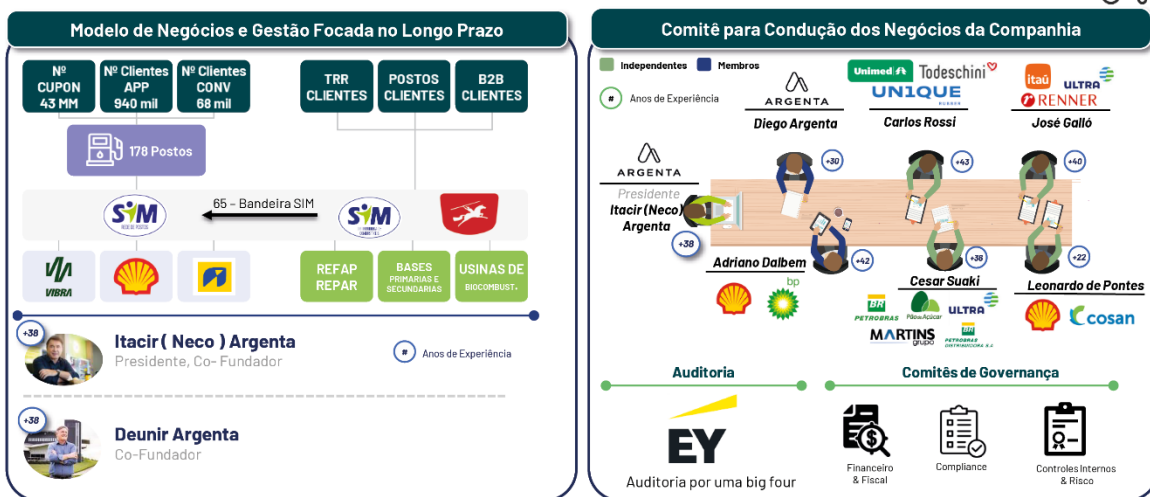 Modelo de Negócios e Gestão Focada no Longo Prazo
Nº
CUPON
43 MM
Nº Clientes
APP
940 mil
Nº Clientes
CONV
68 mil
TRR
CLIENTES
POSTOS
CLIENTES
B2B
CLIENTES
178 Postos
SIM
65 – Bandeira SIM
SIM
VIBRA
REFAP
REPAR
BASES
PRIMARIAS E
SECUNDARIAS
USINAS DE
BIOCOMBUST.
+38
Itacir ( Neco ) Argenta
Presidente, Co- Fundador
# Anos de Experiência
+38
Deunir Argenta
Co-Fundador
Comitê para Condução dos Negócios da Companhia
Independentes
Membros
# Anos de Experiência
ARGENTA
Diego Argenta
Unimed
Todeschini
UN1QUE
Carlos Rossi
itaú
ULTRA
RENNER
José Galló
ARGENTA
Presidente
Itacir (Neco)
Argenta
+38
+30
+43
+40
+42
+38
+22
Adriano Dalbem
bp
Cesar Suaki
BR
PETROBRAS
Pão de Açúcar
ULTRA
MARTINS
grupo
BR
PETROBRAS
DISTRIBUIDORA S.A
Leonardo de Pontes
cosan
Auditoria
EY
Auditoria por uma big four
Comitês de Governança
Financeiro
& Fiscal
Compliance
Controles Internos
& Risco